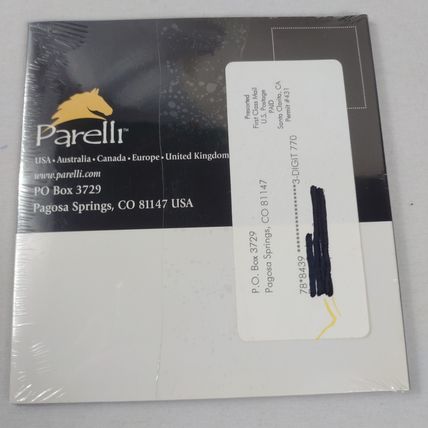 Parelli™
USA • Australia • Canada • Europe • United Kingdom
www.parelli.com
PO Box 3729
Pagosa Springs, CO 81147 USA
Presorted
First Class Mail
U.S. Postage
PAID
Santa Clarita, CA
Permit #431
P.O. Box 3729
Pagosa Springs, CO 81147
78*8439 ******************3-DIGIT 770